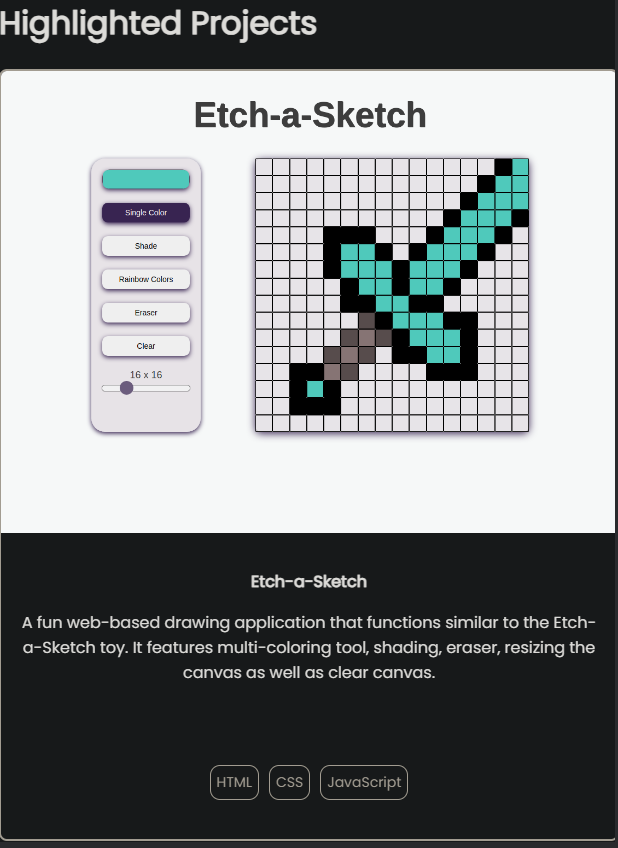 Highlighted Projects
Etch-a-Sketch
Single Color
Shade
Rainbow Colors
Eraser
Clear
16 x 16
Etch-a-Sketch
A fun web-based drawing application that functions similar to the Etch-
a-Sketch toy. It features multi-coloring tool, shading, eraser, resizing the
canvas as well as clear canvas.
HTML CSS JavaScript